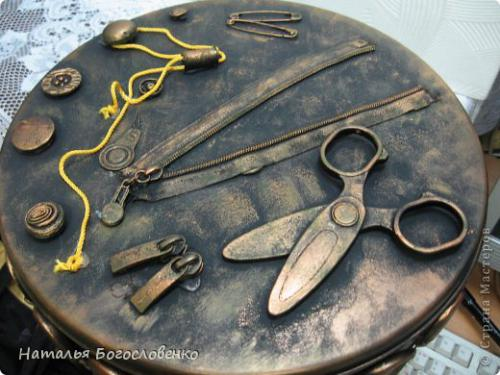 Наталья Богословенко
© Страна Мастеров